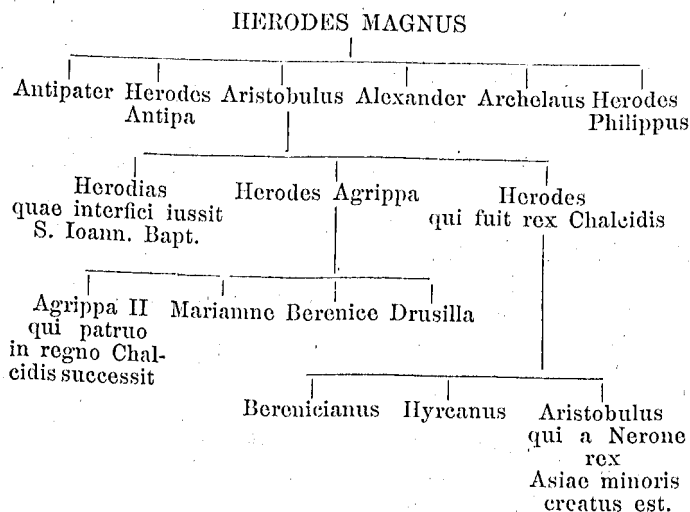 HERODES MAGNUS
Antipater Herodes Aristobulus Alexander Archelaus Herodes
Antipa Philippus
Herodias Herodes Agrippa Herodes
quae interfici iussit qui fuit rex Chalcidis
S. Ioann. Bapt.
Agrippa II Mariamne Berenice Drusilla
qui patruo
in regno Chal-
cidis successit
Berenicianus Hyrcanus Aristobulus
qui a Nerone
rex
Asiae minoris
creatus est.